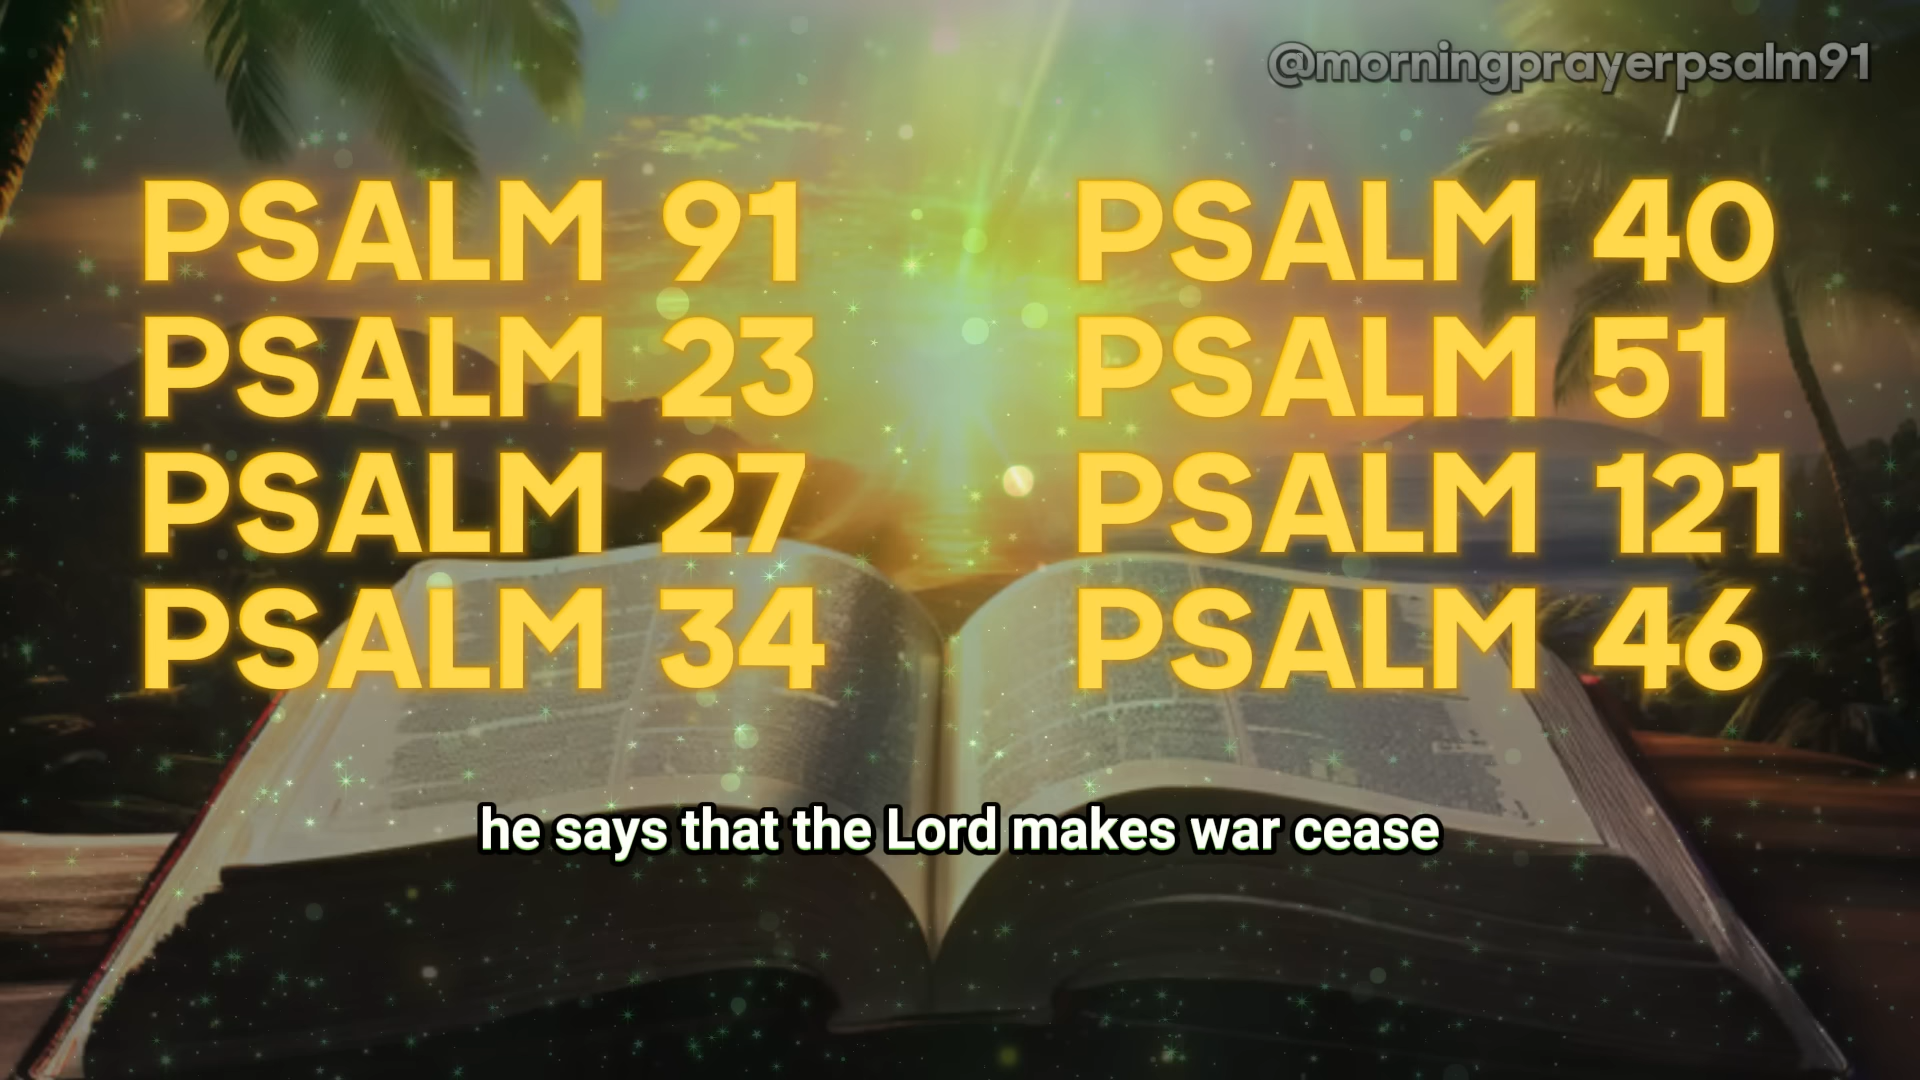 @morningprayerpsalm91
PSALM 91
PSALM 23
PSALM 27
PSALM 34
PSALM 40
PSALM 51
PSALM 121
PSALM 46
he says that the Lord makes war cease